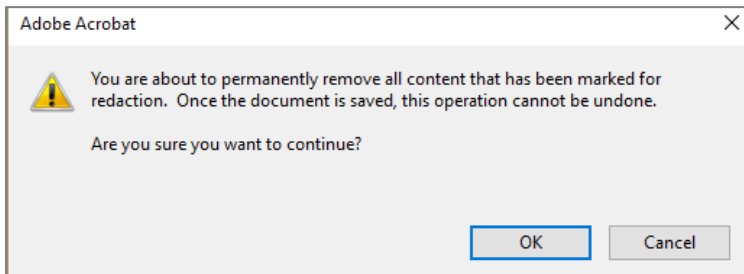 Adobe Acrobat
You are about to permanently remove all content that has been marked for
redaction.  Once the document is saved, this operation cannot be undone.
Are you sure you want to continue?
OK
Cancel